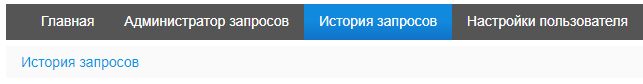 Главная Администратор запросов История запросов Настройки пользователя
История запросов